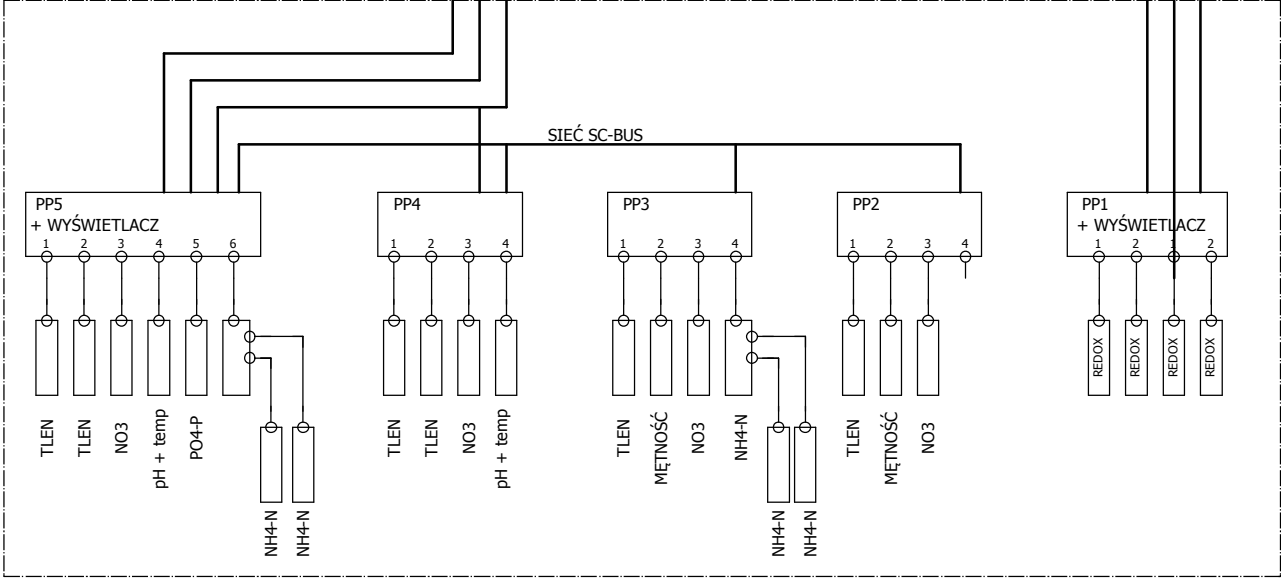 SIEĆ SC-BUS
PP5
+ WYŚWIETLACZ
1 2 3 4 5 6
TLEN
TLEN
NO3
pH + temp
PO4-P
NH4-N
NH4-N
PP4
1 2 3 4
TLEN
TLEN
NO3
pH + temp
PP3
1 2 3 4
TLEN
MĘTNOŚĆ
NO3
NH4-N
NH4-N
NH4-N
PP2
1 2 3 4
TLEN
MĘTNOŚĆ
NO3
PP1
+ WYŚWIETLACZ
1 2 1 2
REDOX
REDOX
REDOX
REDOX